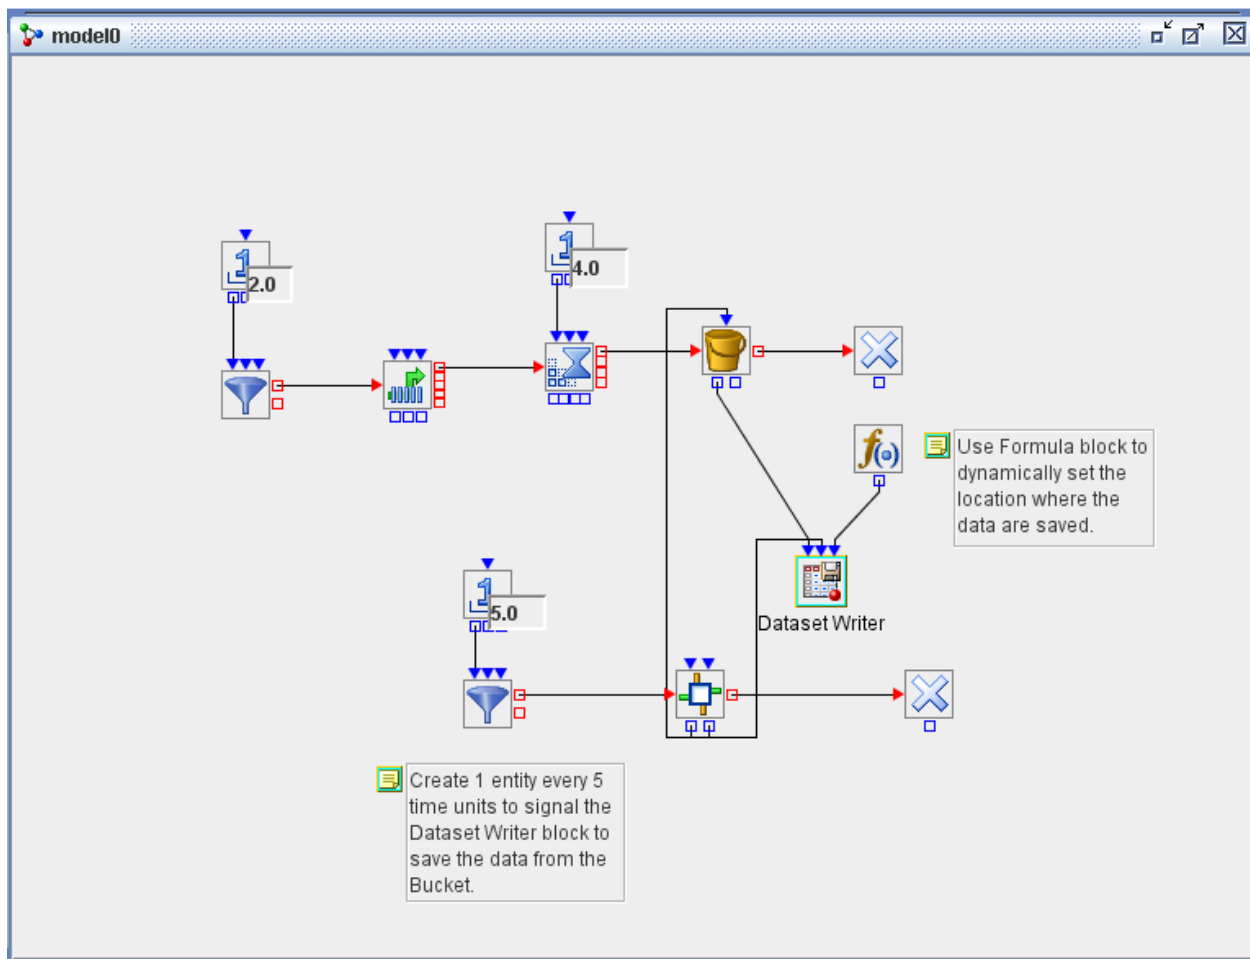 model0
2.0
4.0
Use Formula block to
dynamically set the
location where the
data are saved.
5.0
Dataset Writer
Create 1 entity every 5
time units to signal the
Dataset Writer block to
save the data from the
Bucket.